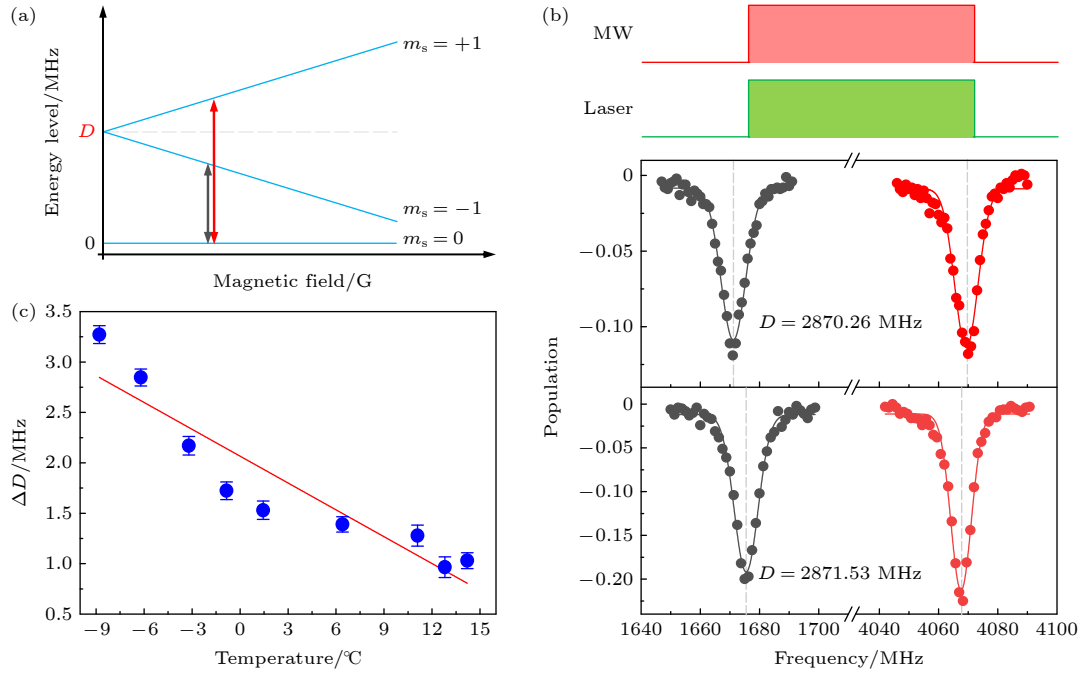 (a)
Energy level/MHz
D
0
m_s = +1
m_s = −1
m_s = 0
Magnetic field/G
(b)
MW
Laser
Population
0
−0.05
−0.10
D = 2870.26 MHz
0
−0.05
−0.10
−0.15
−0.20
D = 2871.53 MHz
1640 1660 1680 1700 4040 4060 4080 4100
Frequency/MHz
(c)
ΔD/MHz
3.5
3.0
2.5
2.0
1.5
1.0
0.5
−9 −6 −3 0 3 6 9 12 15
Temperature/℃